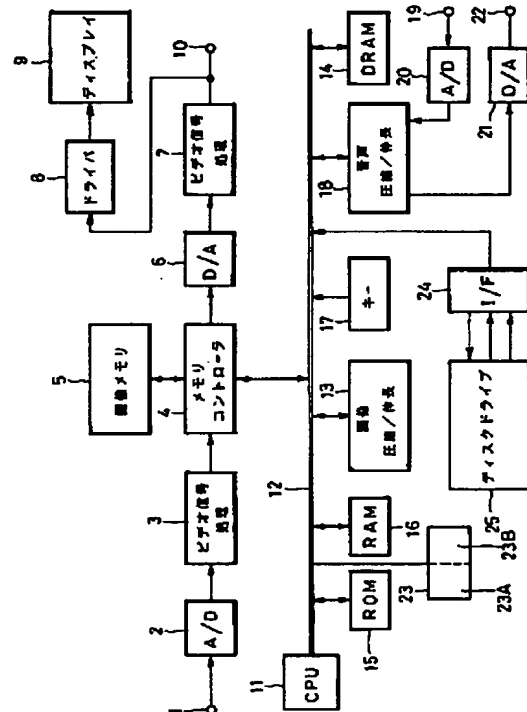 9
ディスプレイ
8
ドライバ
10
7
ビデオ信号
処理
6
D/A
5
画像メモリ
4
メモリ
コントローラ
3
ビデオ信号
処理
2
A/D
1
14
DRAM
19
20
A/D
22
21
D/A
18
音声
圧縮/伸長
17
キー
24
I/F
13
画像
圧縮/伸長
12
25
ディスクドライブ
16
RAM
15
ROM
23
23A
23B
11
CPU